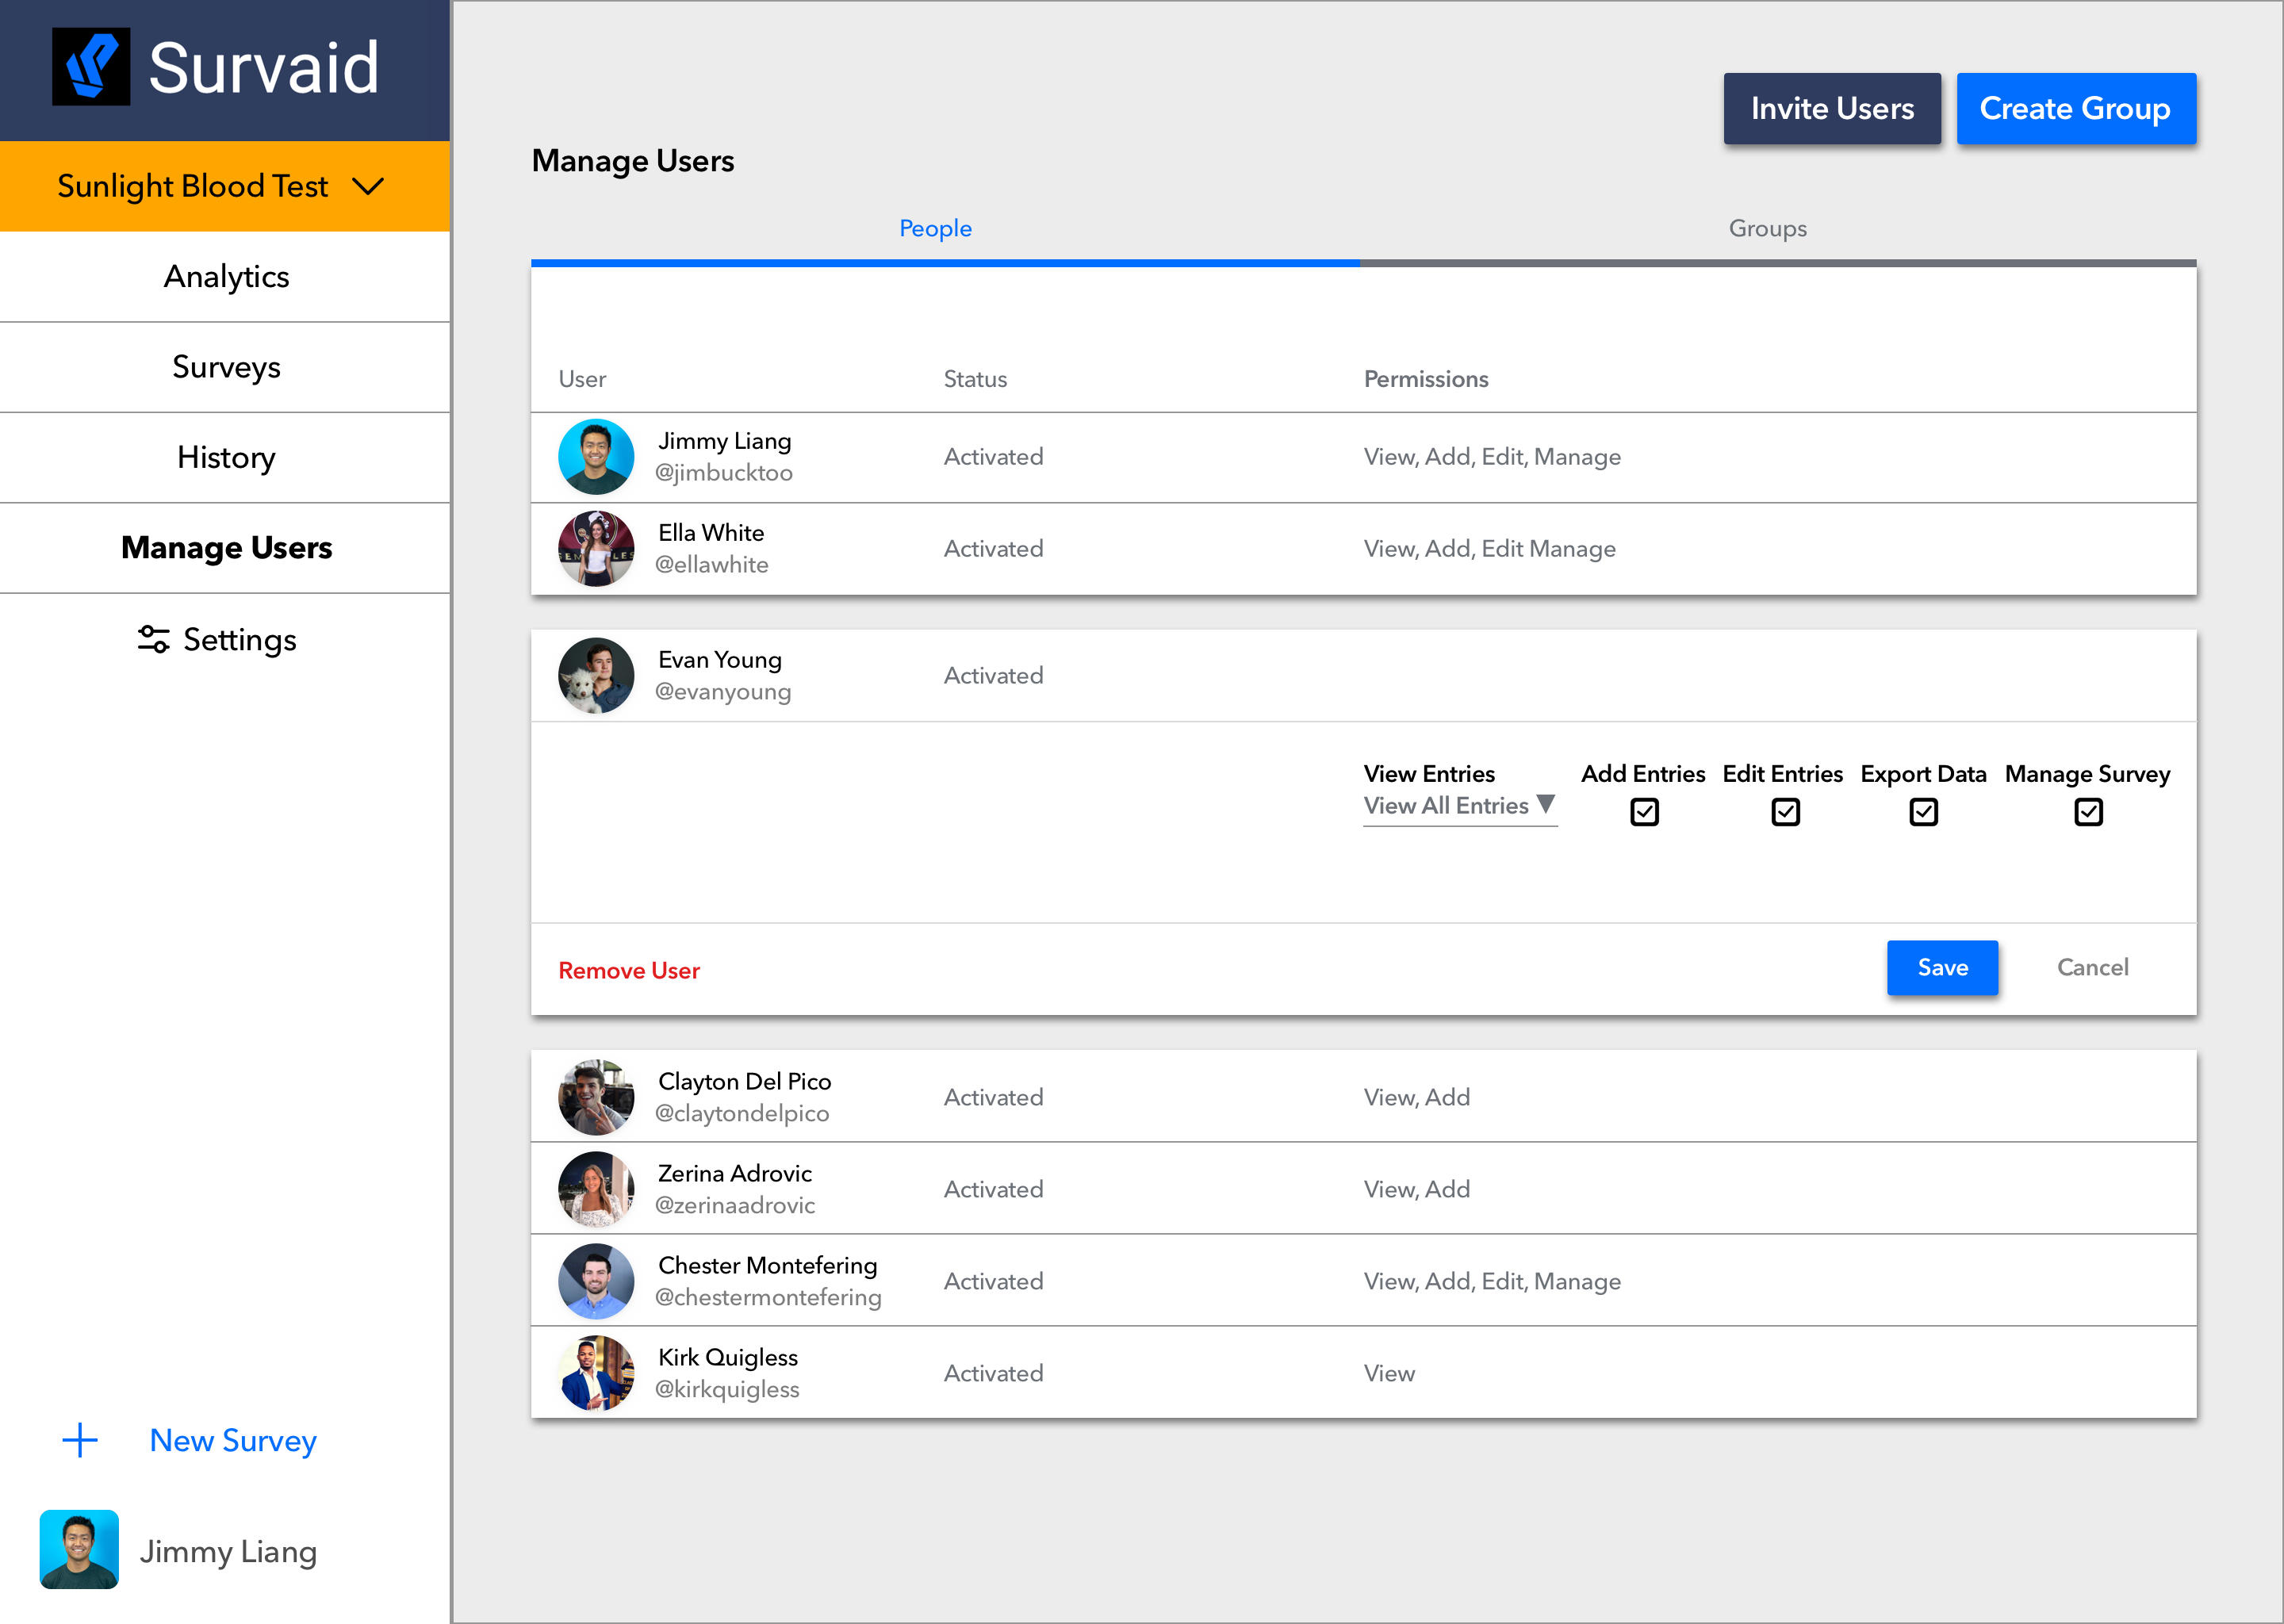 Survaid
Sunlight Blood Test
Analytics
Surveys
History
Manage Users
Settings
New Survey
Jimmy Liang
Invite Users
Create Group
Manage Users
People
Groups
User
Status
Permissions
Jimmy Liang
@jimbucktoo
Activated
View, Add, Edit, Manage
Ella White
@ellawhite
Activated
View, Add, Edit Manage
Evan Young
@evanyoung
Activated
View Entries
View All Entries ▼
Add Entries
Edit Entries
Export Data
Manage Survey
Remove User
Save
Cancel
Clayton Del Pico
@claytondelpico
Activated
View, Add
Zerina Adrovic
@zerinaadrovic
Activated
View, Add
Chester Montefering
@chestermontefering
Activated
View, Add, Edit, Manage
Kirk Quigless
@kirkquigless
Activated
View